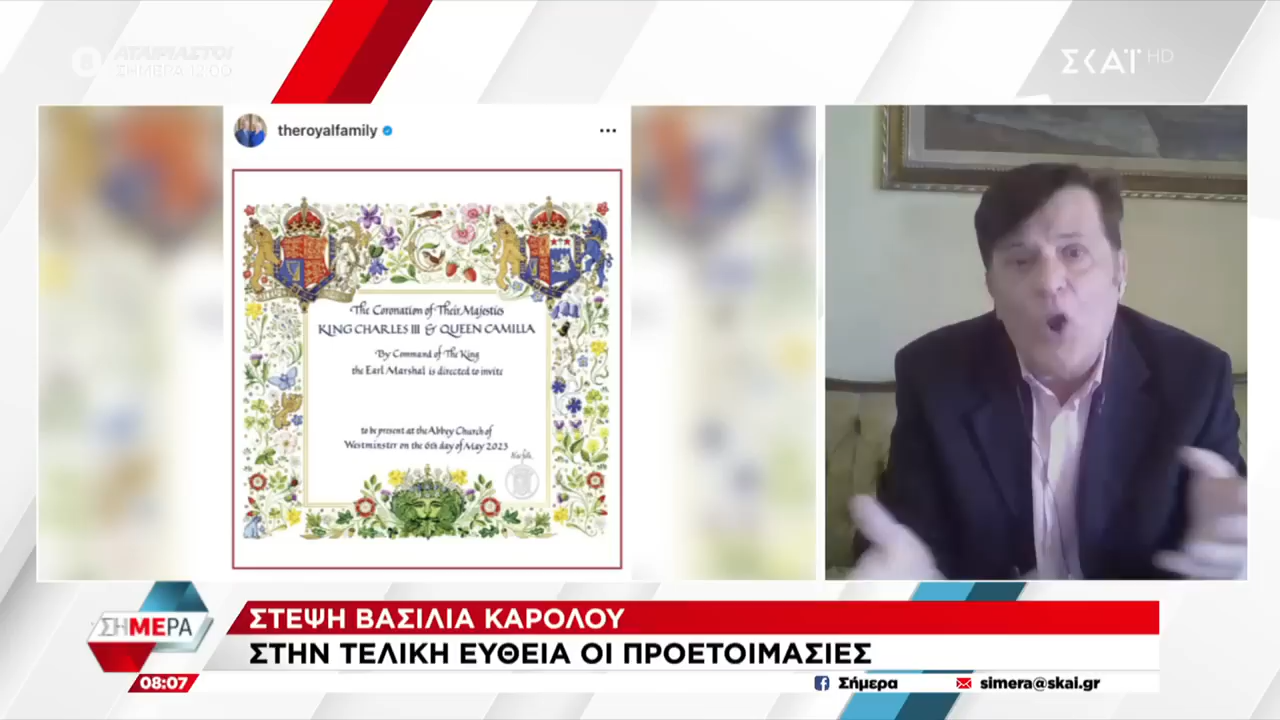 ΑΤΑΙΡΙΑΣΤΟΙ
ΣΗΜΕΡΑ 12:00
ΣΚΑΪ HD
theroyalfamily
The Coronation of Their Majesties
KING CHARLES III & QUEEN CAMILLA
By Command of The King
the Earl Marshal is directed to invite
to be present at the Abbey Church of
Westminster on the 6th day of May 2023
ΣΗΜΕΡΑ
08:07
ΣΤΕΨΗ ΒΑΣΙΛΙΑ ΚΑΡΟΛΟΥ
ΣΤΗΝ ΤΕΛΙΚΗ ΕΥΘΕΙΑ ΟΙ ΠΡΟΕΤΟΙΜΑΣΙΕΣ
Σήμερα
simera@skai.gr